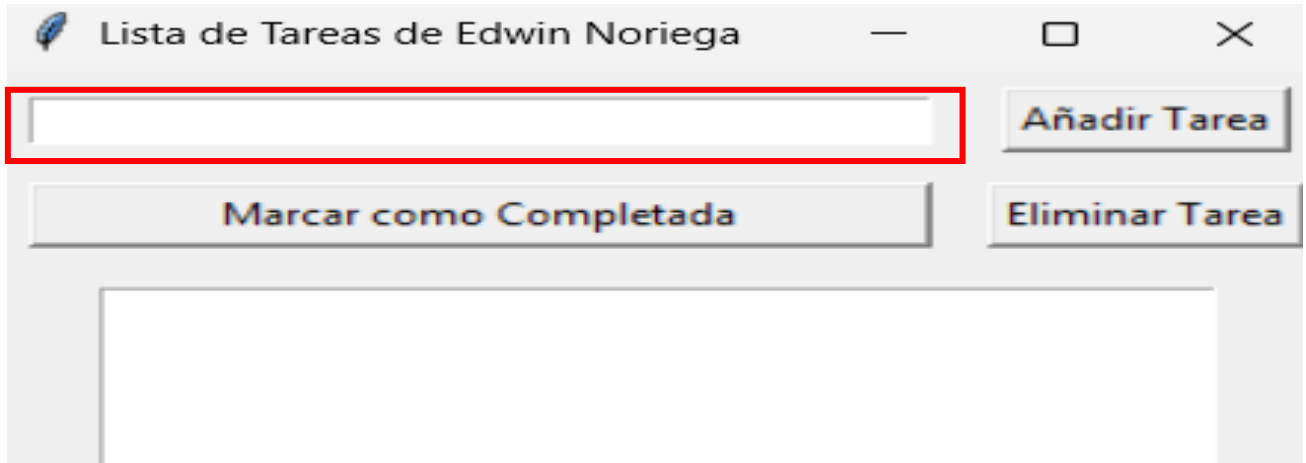 Lista de Tareas de Edwin Noriega
Añadir Tarea
Marcar como Completada
Eliminar Tarea